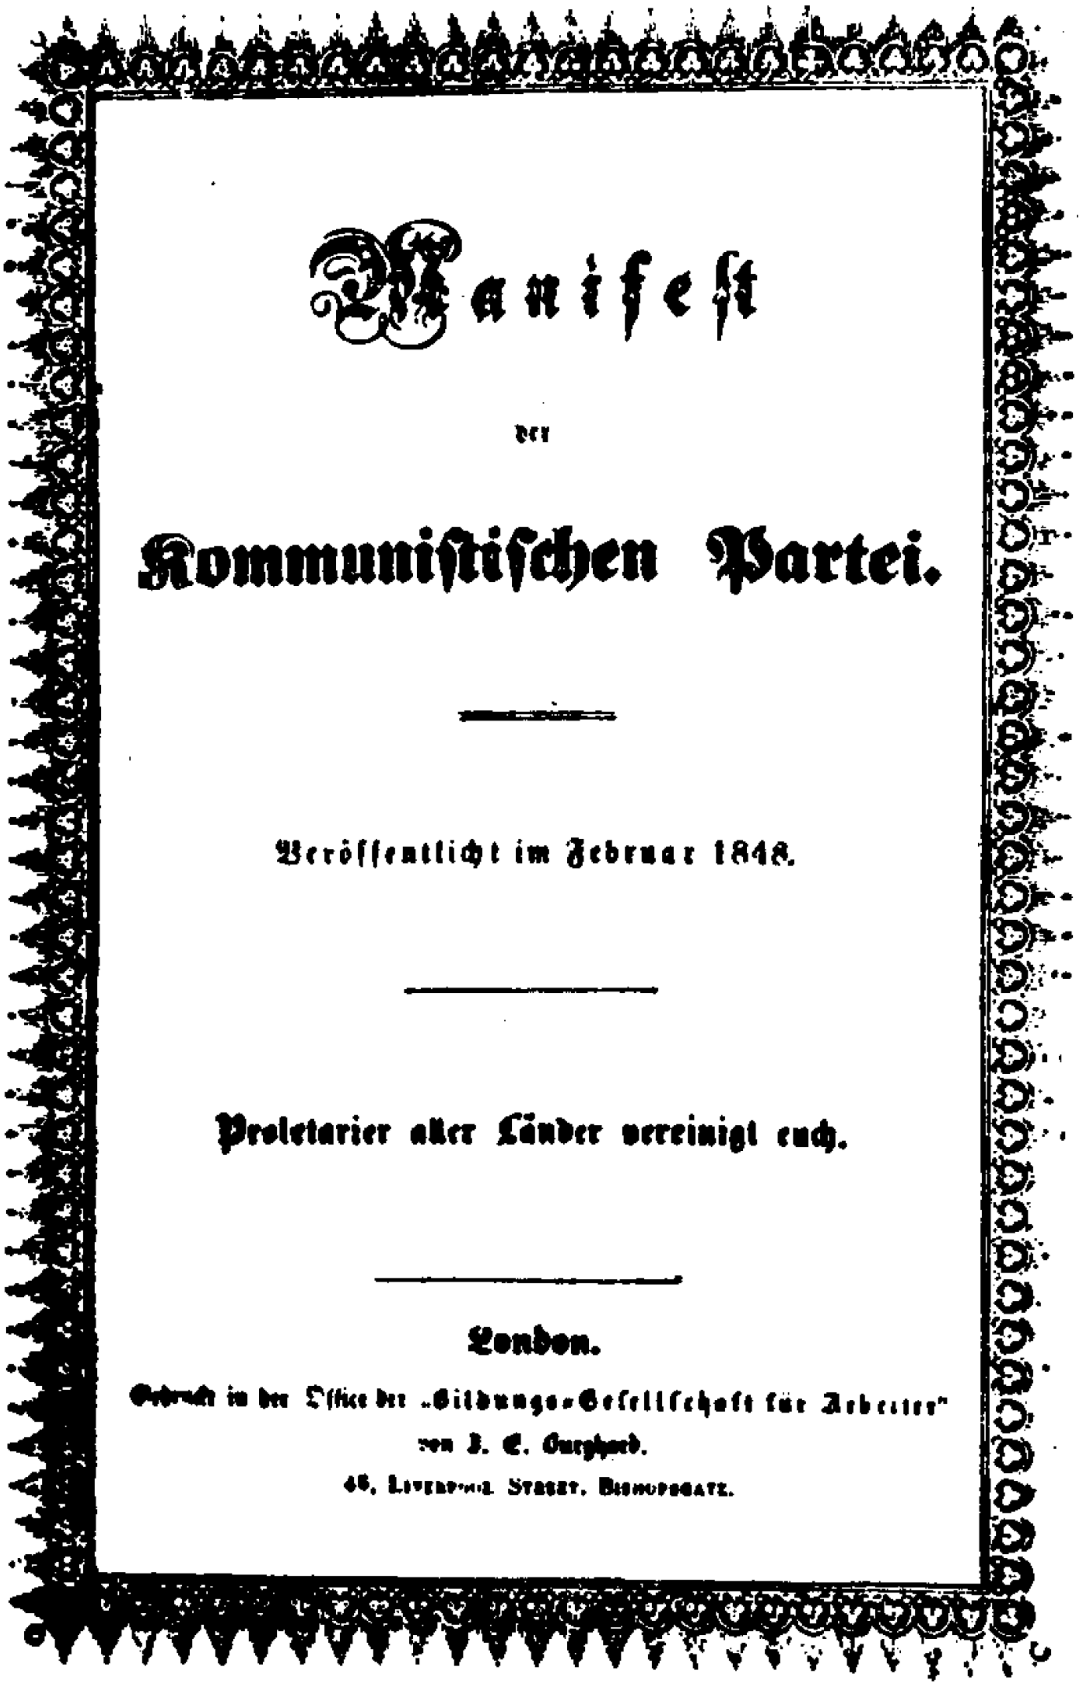 Manifest
der
Kommunistischen Partei.
Veröffentlicht im Februar 1848.
Proletarier aller Länder vereinigt euch.
London.
Gedruckt in der Office der „Bildungs-Gesellschaft für Arbeiter"
von J. E. Burghard.
46, LIVERPOOL STREET, BISHOPSGATE.